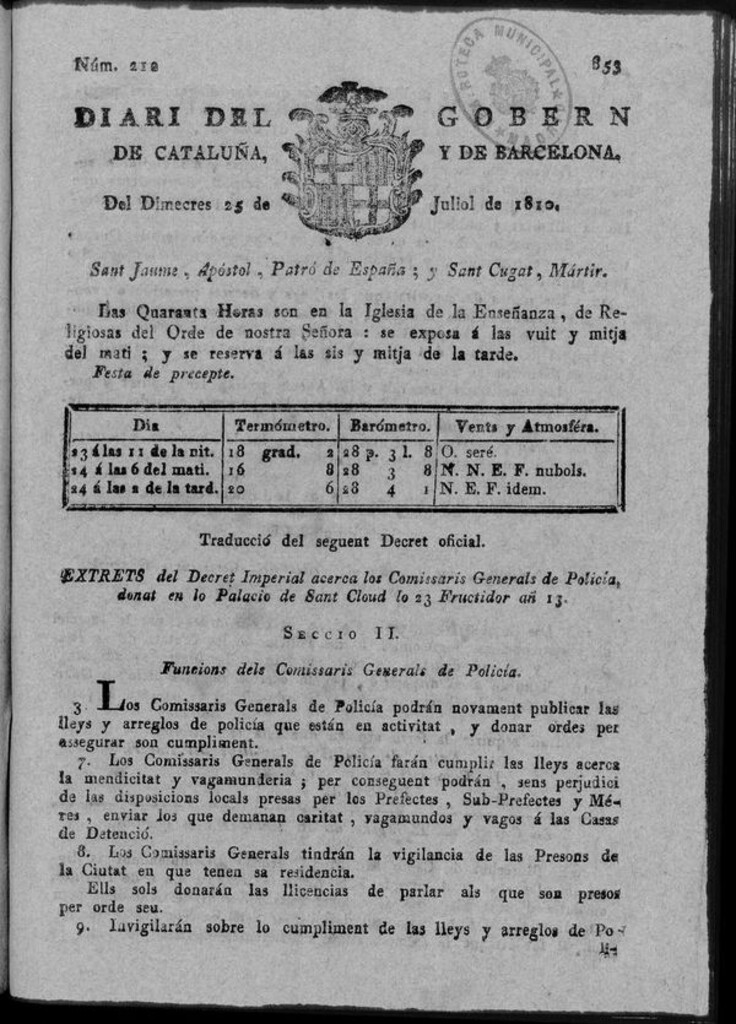 Núm. 212 853
HEMEROTECA MUNICIPAL
DIARI DEL GOBERN
DE CATALUÑA, Y DE BARCELONA,
Del Dimecres 25 de Juliol de 1810.
Sant Jaume, Apóstol, Patró de España; y Sant Cugat, Mártir.
Las Quaranta Horas son en la Iglesia de la Enseñanza, de Re-
ligiosas del Orde de nostra Señora: se exposa á las vuit y mitja
del mati; y se reserva á las sis y mitja de la tarde.
Festa de precepte.
Dia Termómetro. Barómetro. Vents y Atmosféra.
23 á las 11 de la nit. 18 grad. 2 28 p. 3 l. 8 O. seré.
24 á las 6 del mati. 16 8 28 3 8 N. N. E. F. nubols.
24 á las 2 de la tard. 20 6 28 4 1 N. E. F. idem.
Traducció del seguent Decret oficial.
EXTRETS del Decret Imperial acerca los Comissaris Generals de Policía,
donat en lo Palacio de Sant Cloud lo 23 Fructidor añ 13.
SECCIO II.
Funcions dels Comissaris Generals de Policía.
3 Los Comissaris Generals de Policía podrán novament publicar las
lleys y arreglos de policía que están en activitat, y donar ordes per
assegurar son cumpliment.
7. Los Comissaris Generals de Policía farán cumplir las lleys acerca
la mendicitat y vagamunderia; per conseguent podrán, sens perjudici
de las disposicions locals presas per los Prefectes, Sub-Prefectes y Mé-
res, enviar los que demanan caritat, vagamundos y vagos á las Casas
de Detenció.
8. Los Comissaris Generals tindrán la vigilancia de las Presons de
la Ciutat en que tenen sa residencia.
Ells sols donarán las llicencias de parlar als que son presos
per orde seu.
9. Invigilarán sobre lo cumpliment de las lleys y arreglos de Po-
li-